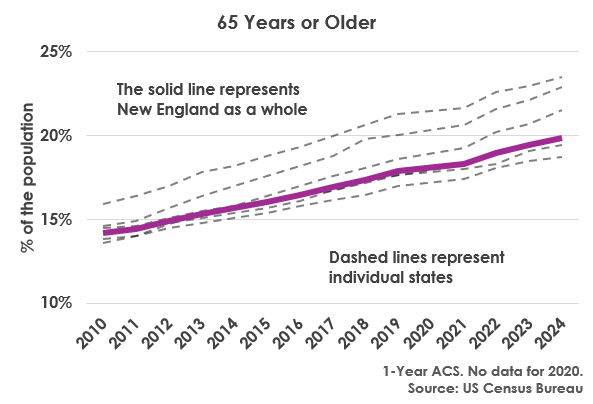 65 Years or Older
25%
The solid line represents
New England as a whole
20%
% of the population
15%
Dashed lines represent
individual states
10%
2010 2011 2012 2013 2014 2015 2016 2017 2018 2019 2020 2021 2022 2023 2024
1-Year ACS. No data for 2020.
Source: US Census Bureau